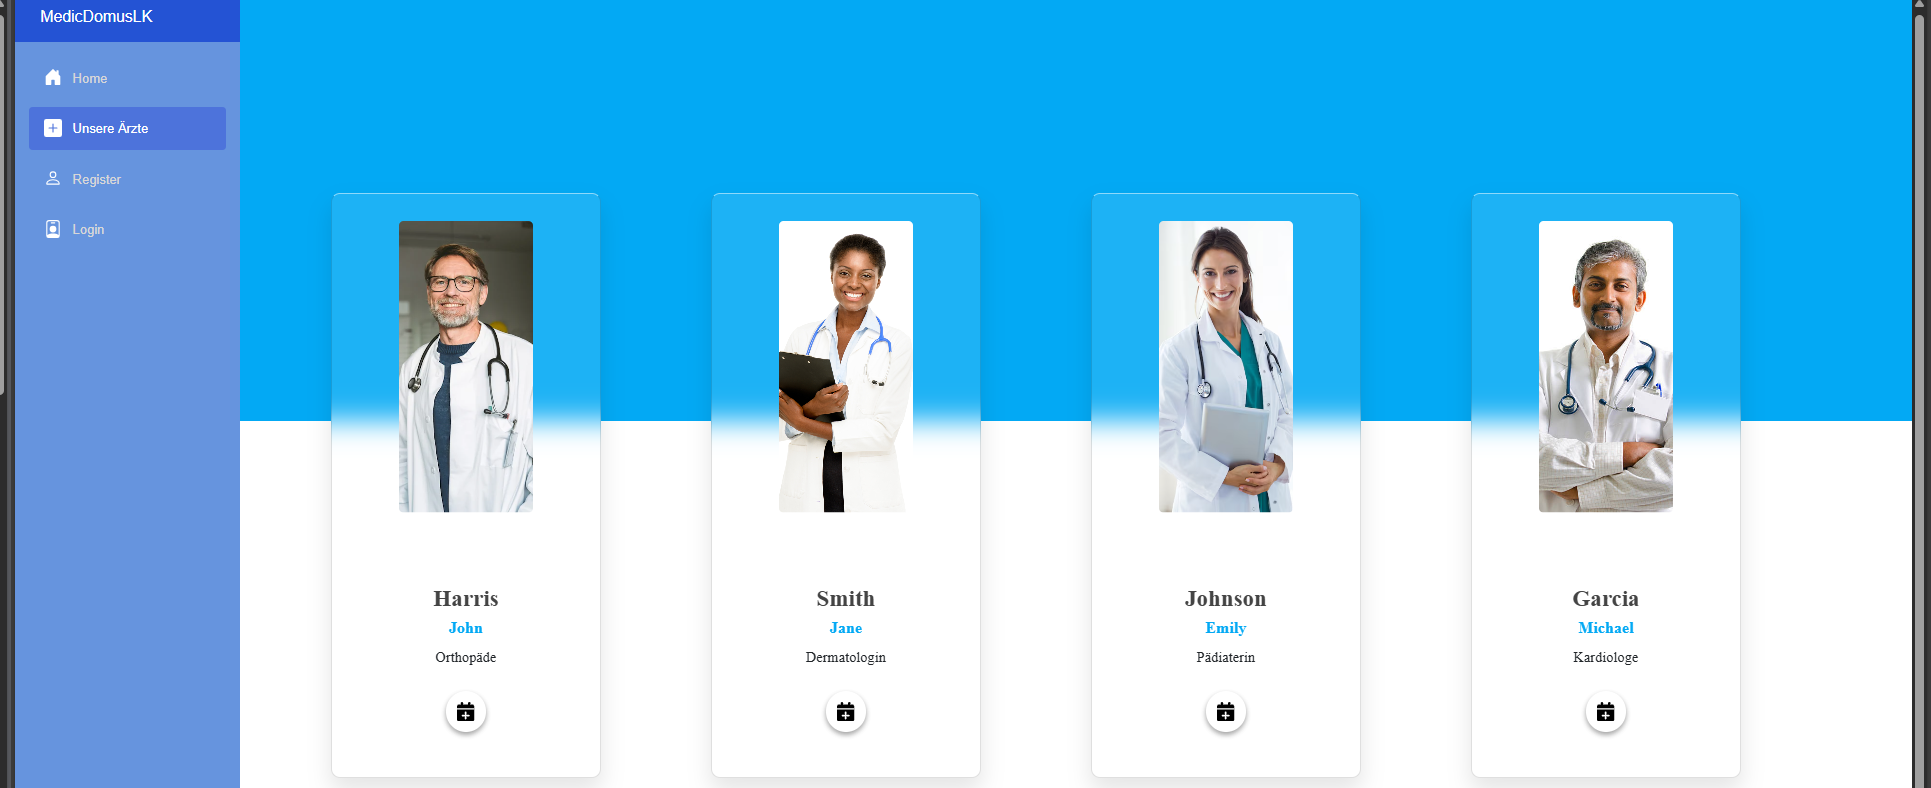 MedicDomusLK
Home
Unsere Ärzte
Register
Login
Harris
John
Orthopäde
Smith
Jane
Dermatologin
Johnson
Emily
Pädiaterin
Garcia
Michael
Kardiologe